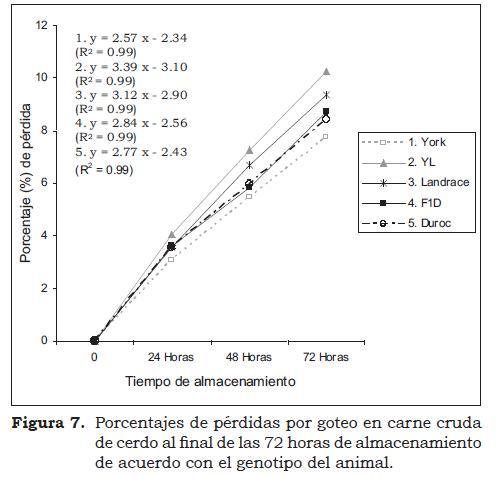 12
10
8
6
4
2
0
Porcentaje (%) de pérdida
1. y = 2.57 x - 2.34
(R² = 0.99)
2. y = 3.39 x - 3.10
(R² = 0.99)
3. y = 3.12 x - 2.90
(R² = 0.99)
4. y = 2.84 x - 2.56
(R² = 0.99)
5. y = 2.77 x - 2.43
(R² = 0.99)
1. York
2. YL
3. Landrace
4. F1D
5. Duroc
0 24 Horas 48 Horas 72 Horas
Tiempo de almacenamiento
Figura 7. Porcentajes de pérdidas por goteo en carne cruda
de cerdo al final de las 72 horas de almacenamiento
de acuerdo con el genotipo del animal.